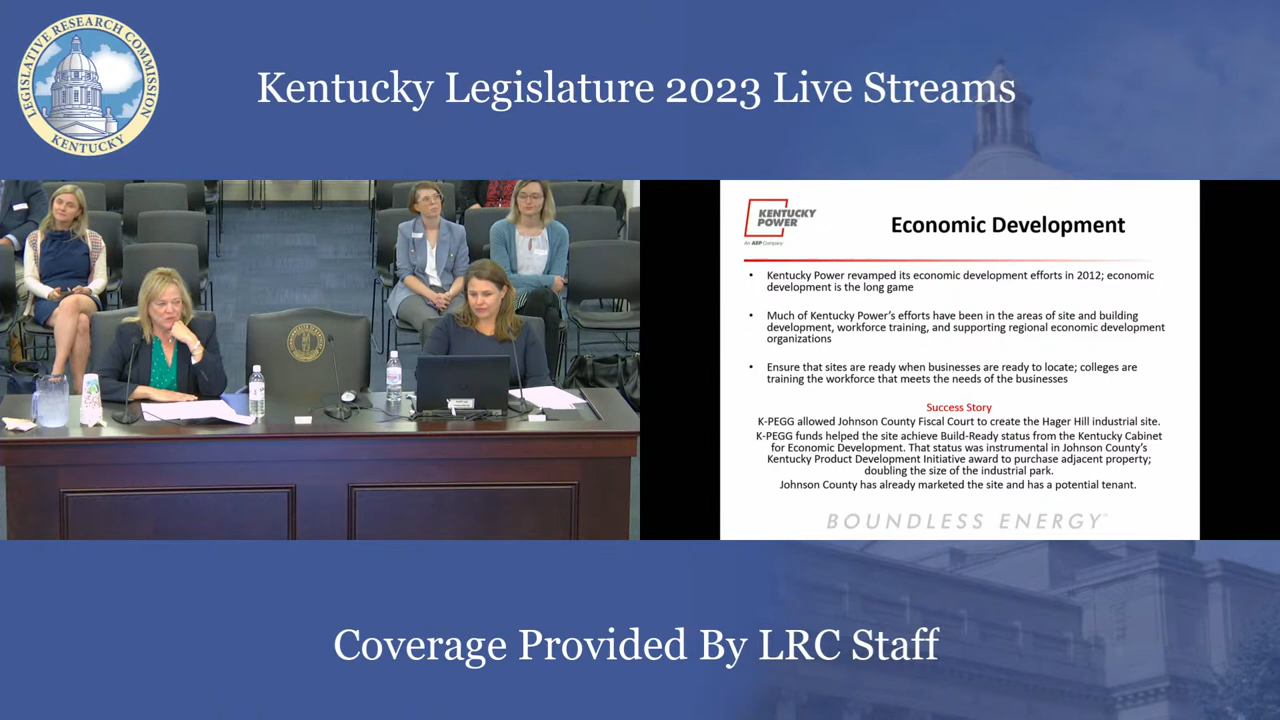 LEGISLATIVE RESEARCH COMMISSION
KENTUCKY
Kentucky Legislature 2023 Live Streams
KENTUCKY
POWER
An AEP Company
Economic Development
• Kentucky Power revamped its economic development efforts in 2012; economic
development is the long game
• Much of Kentucky Power's efforts have been in the areas of site and building
development, workforce training, and supporting regional economic development
organizations
• Ensure that sites are ready when businesses are ready to locate; colleges are
training the workforce that meets the needs of the businesses
Success Story
K-PEGG allowed Johnson County Fiscal Court to create the Hager Hill industrial site.
K-PEGG funds helped the site achieve Build-Ready status from the Kentucky Cabinet
for Economic Development. That status was instrumental in Johnson County's
Kentucky Product Development Initiative award to purchase adjacent property;
doubling the size of the industrial park.
Johnson County has already marketed the site and has a potential tenant.
BOUNDLESS ENERGY™
Coverage Provided By LRC Staff